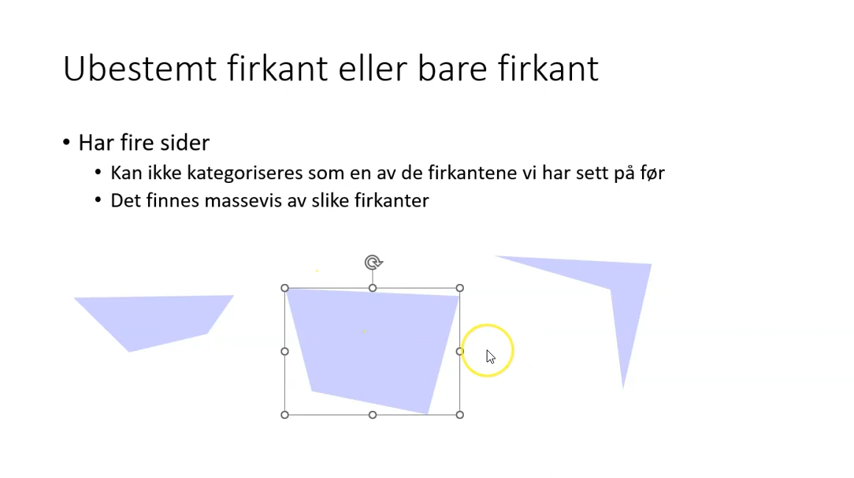 Ubestemt firkant eller bare firkant
• Har fire sider
• Kan ikke kategoriseres som en av de firkantene vi har sett på før
• Det finnes massevis av slike firkanter